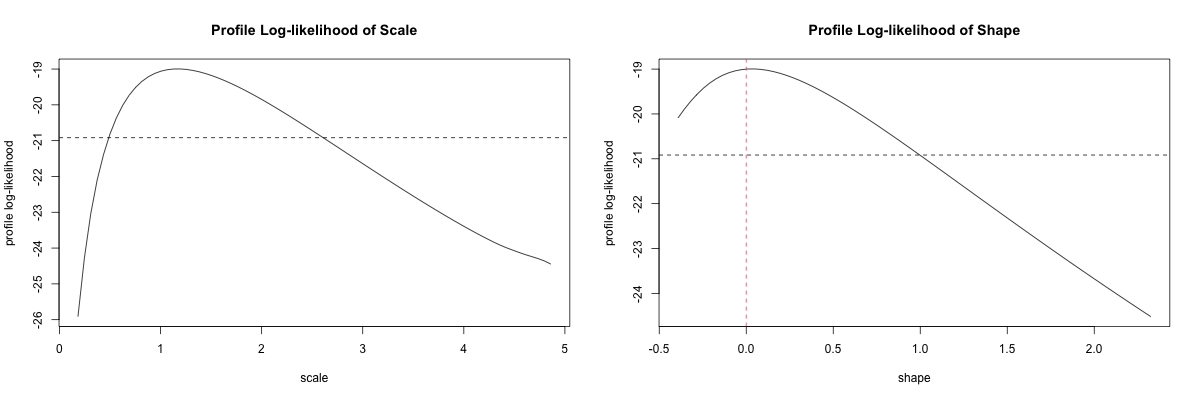 Profile Log-likelihood of Scale
profile log-likelihood
-19
-20
-21
-22
-23
-24
-25
-26
0 1 2 3 4 5
scale
Profile Log-likelihood of Shape
profile log-likelihood
-19
-20
-21
-22
-23
-24
-0.5 0.0 0.5 1.0 1.5 2.0
shape